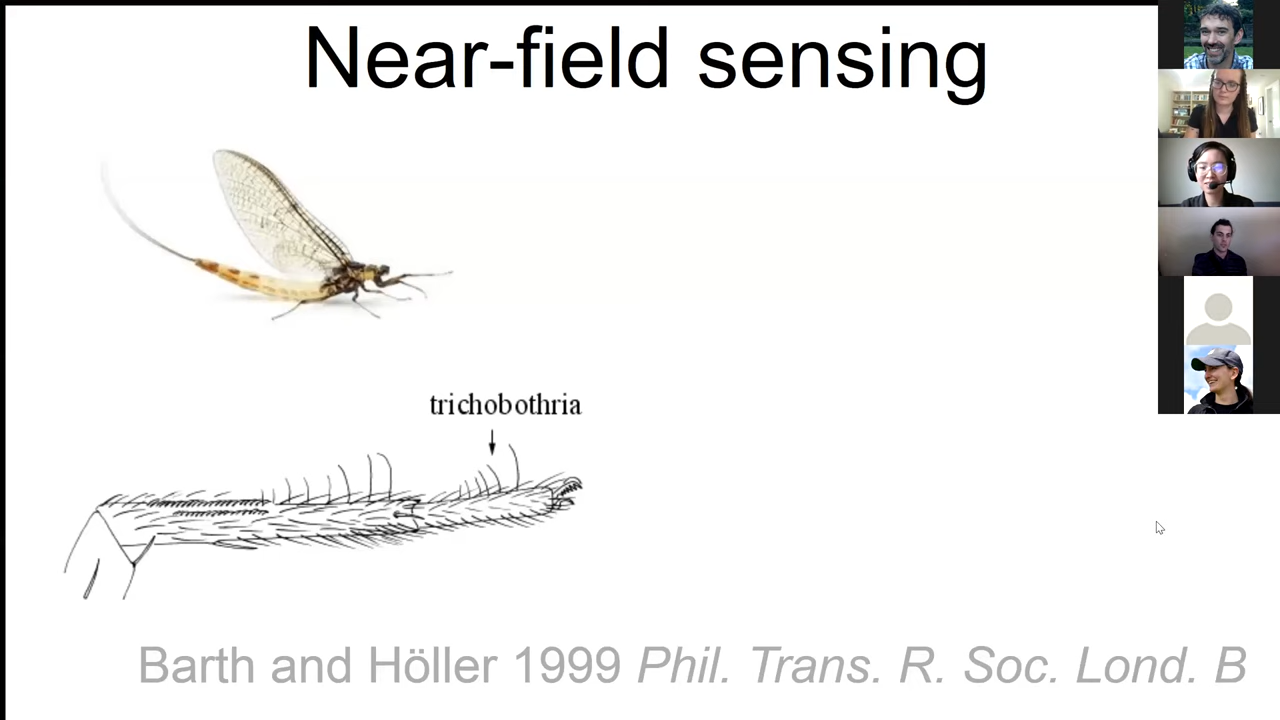 Near-field sensing
trichobothria
Barth and Höller 1999 Phil. Trans. R. Soc. Lond. B